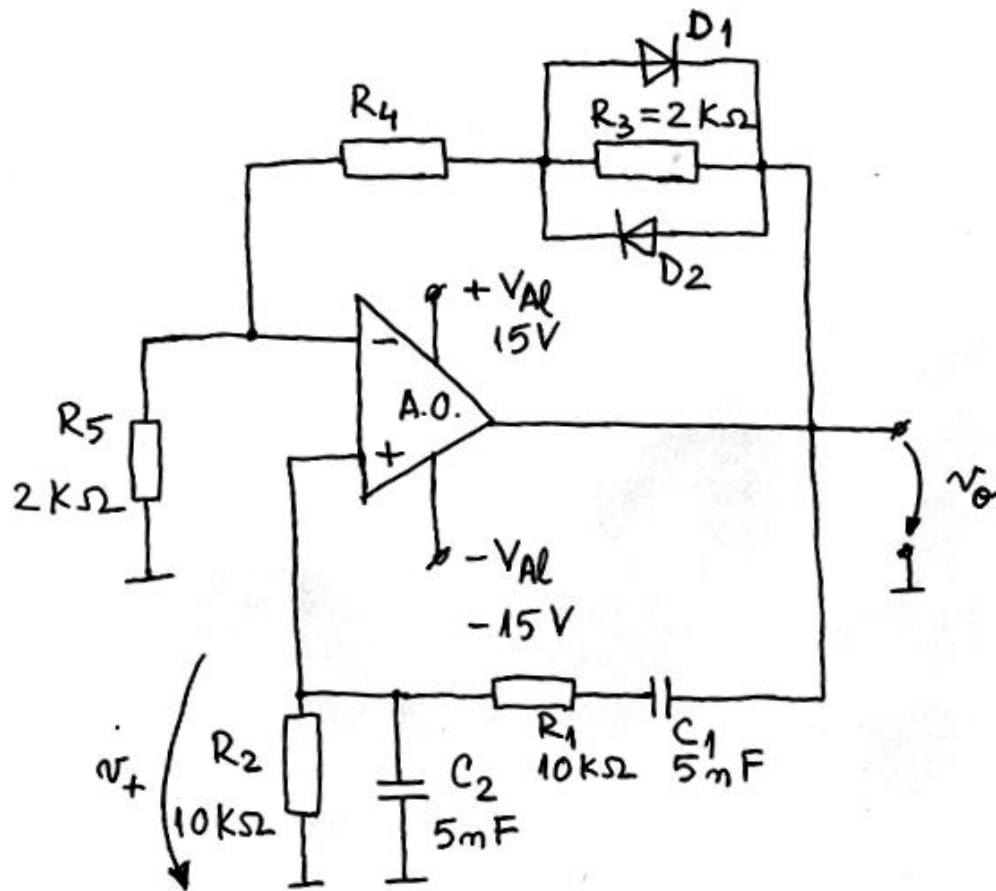 D1
R4
R3=2KΩ
D2
+VAl
15V
-
A.O.
+
R5
2KΩ
vo
-VAl
-15V
v+
R2
10KΩ
C2
5nF
R1
10KΩ
C1
5nF